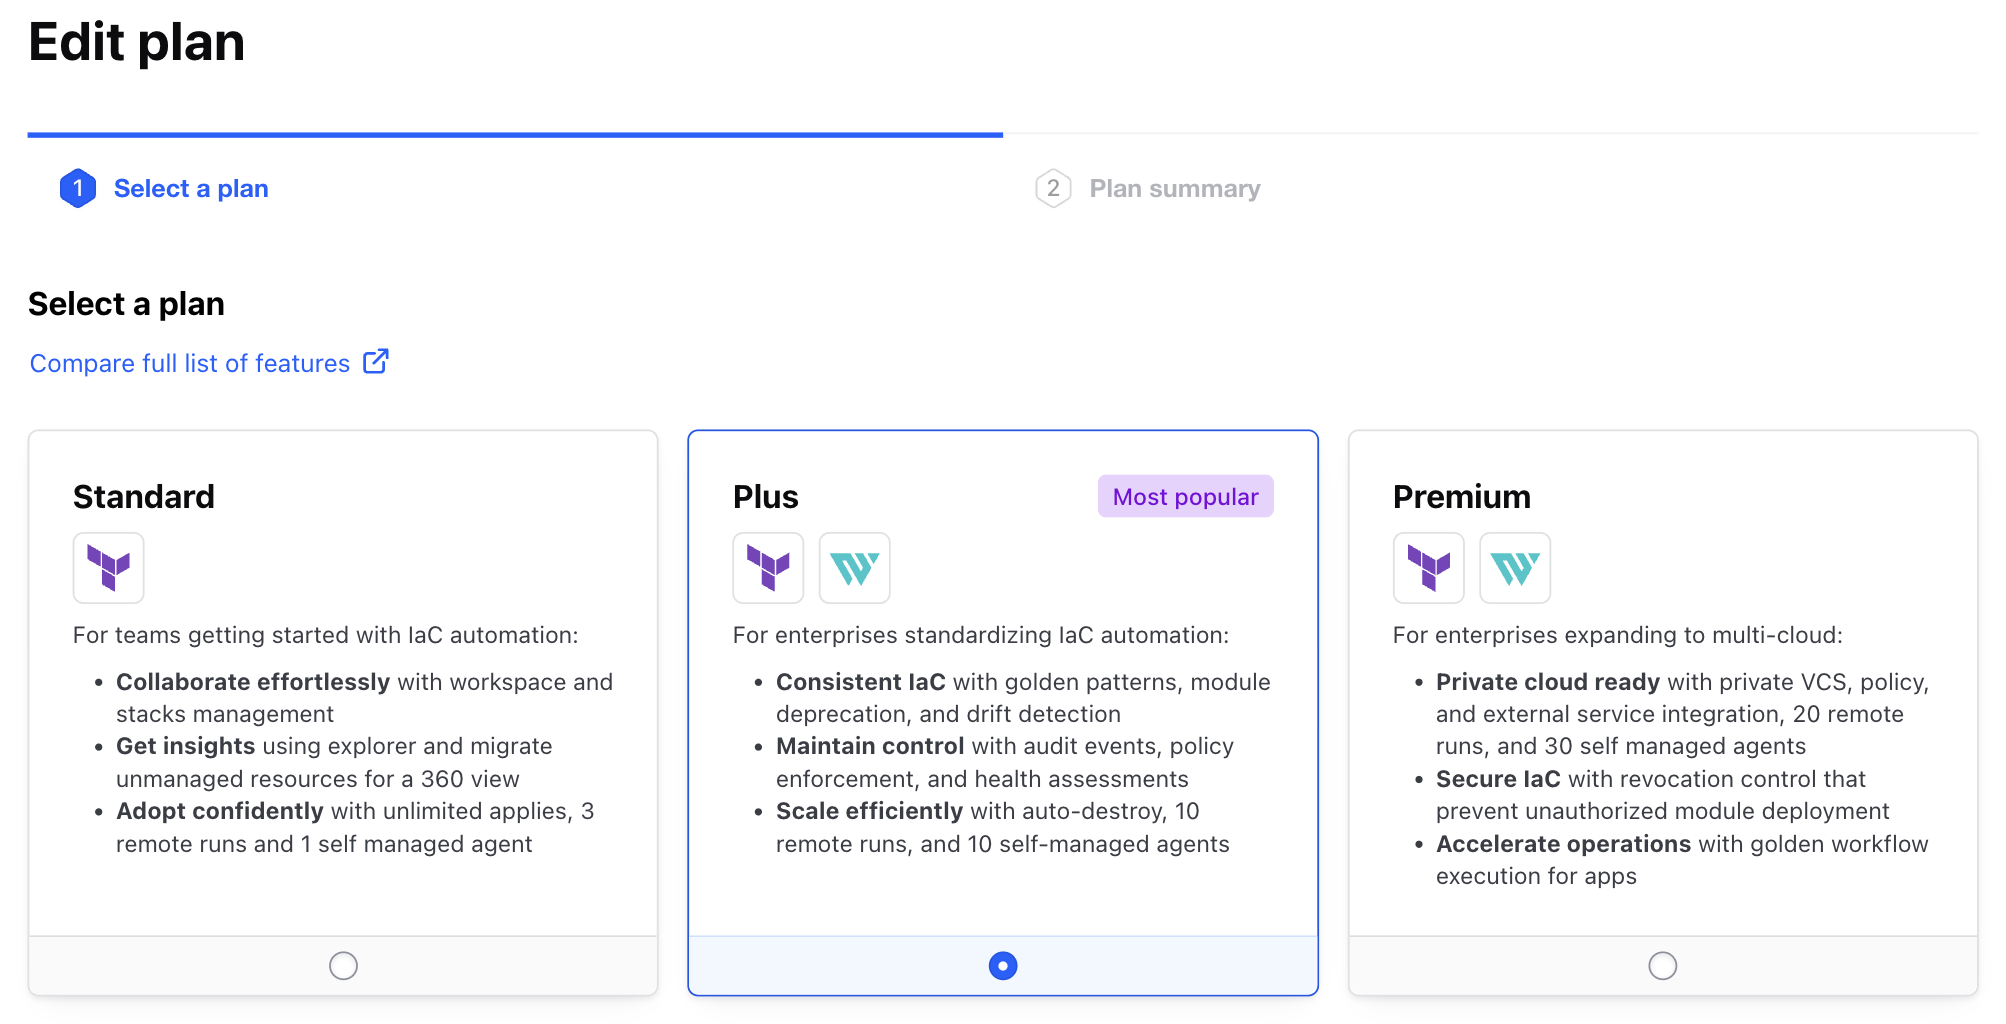 Edit plan
1 Select a plan
2 Plan summary
Select a plan
Compare full list of features
Standard
For teams getting started with IaC automation:
• Collaborate effortlessly with workspace and
stacks management
• Get insights using explorer and migrate
unmanaged resources for a 360 view
• Adopt confidently with unlimited applies, 3
remote runs and 1 self managed agent
Plus
Most popular
For enterprises standardizing IaC automation:
• Consistent IaC with golden patterns, module
deprecation, and drift detection
• Maintain control with audit events, policy
enforcement, and health assessments
• Scale efficiently with auto-destroy, 10
remote runs, and 10 self-managed agents
Premium
For enterprises expanding to multi-cloud:
• Private cloud ready with private VCS, policy,
and external service integration, 20 remote
runs, and 30 self managed agents
• Secure IaC with revocation control that
prevent unauthorized module deployment
• Accelerate operations with golden workflow
execution for apps